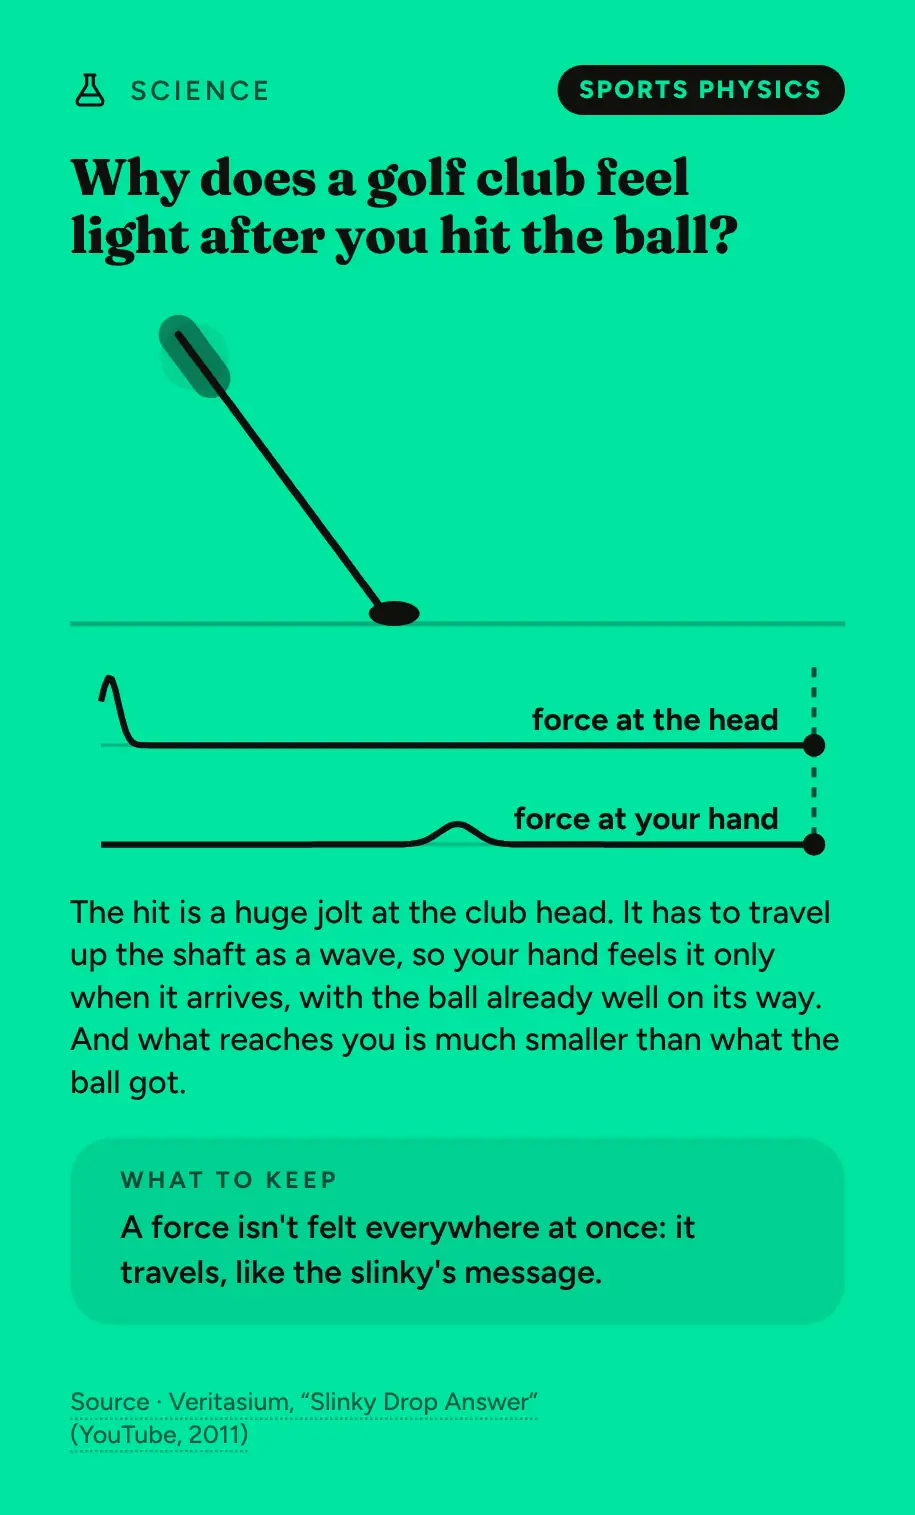 SCIENCE
SPORTS PHYSICS
Why does a golf club feel
light after you hit the ball?
force at the head
force at your hand
The hit is a huge jolt at the club head. It has to travel
up the shaft as a wave, so your hand feels it only
when it arrives, with the ball already well on its way.
And what reaches you is much smaller than what the
ball got.
WHAT TO KEEP
A force isn't felt everywhere at once: it
travels, like the slinky's message.
Source · Veritasium, “Slinky Drop Answer”
(YouTube, 2011)